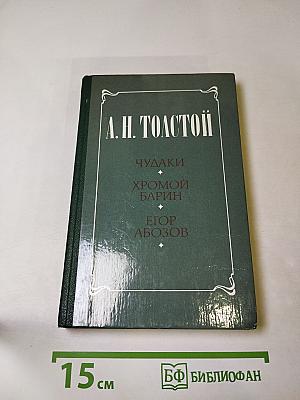 А. Н. ТОЛСТОЙ
ЧУДАКИ
ХРОМОЙ
БАРИН
ЕГОР
АБОЗОВ
15 см
БФ БИБЛИОФАН